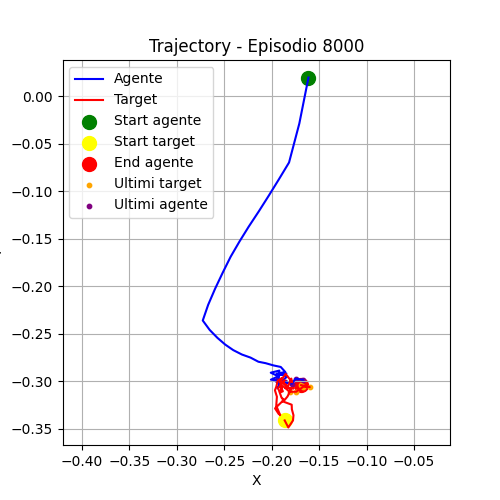 Trajectory - Episodio 8000
Agente
Target
Start agente
Start target
End agente
Ultimi target
Ultimi agente
0.00
−0.05
−0.10
−0.15
−0.20
−0.25
−0.30
−0.35
−0.40 −0.35 −0.30 −0.25 −0.20 −0.15 −0.10 −0.05
X